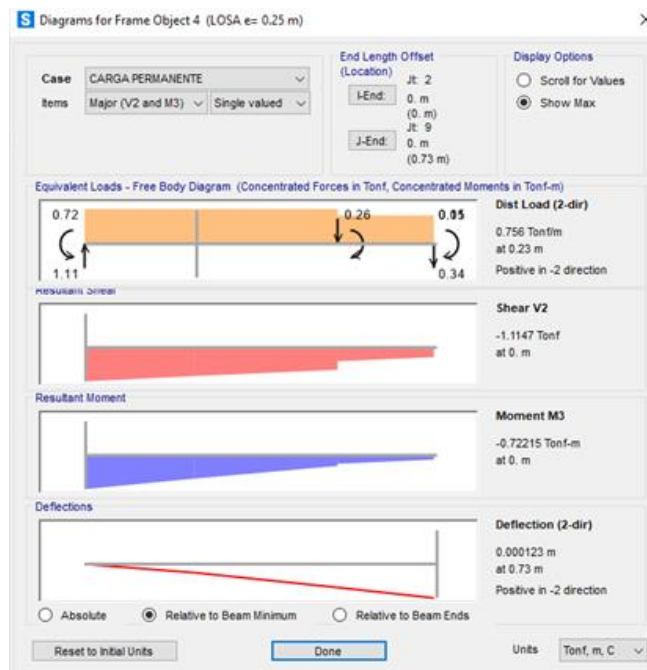 Diagrams for Frame Object 4 (LOSA e= 0.25 m)
End Length Offset (Location)
Display Options
Case CARGA PERMANENTE
Items Major (V2 and M3) Single valued
Jt: 2
I-End: 0. m
(0. m)
Jt: 9
J-End: 0. m
(0.73 m)
Scroll for Values
Show Max
Equivalent Loads - Free Body Diagram (Concentrated Forces in Tonf, Concentrated Moments in Tonf-m)
0.72 0.26
1.11 0.34
Dist Load (2-dir)
0.756 Tonf/m
at 0.23 m
Positive in -2 direction
Resultant Shear
Shear V2
-1.1147 Tonf
at 0. m
Resultant Moment
Moment M3
-0.72215 Tonf-m
at 0. m
Deflections
Deflection (2-dir)
0.000123 m
at 0.73 m
Positive in -2 direction
Absolute Relative to Beam Minimum Relative to Beam Ends
Reset to Initial Units Done Units Tonf, m, C